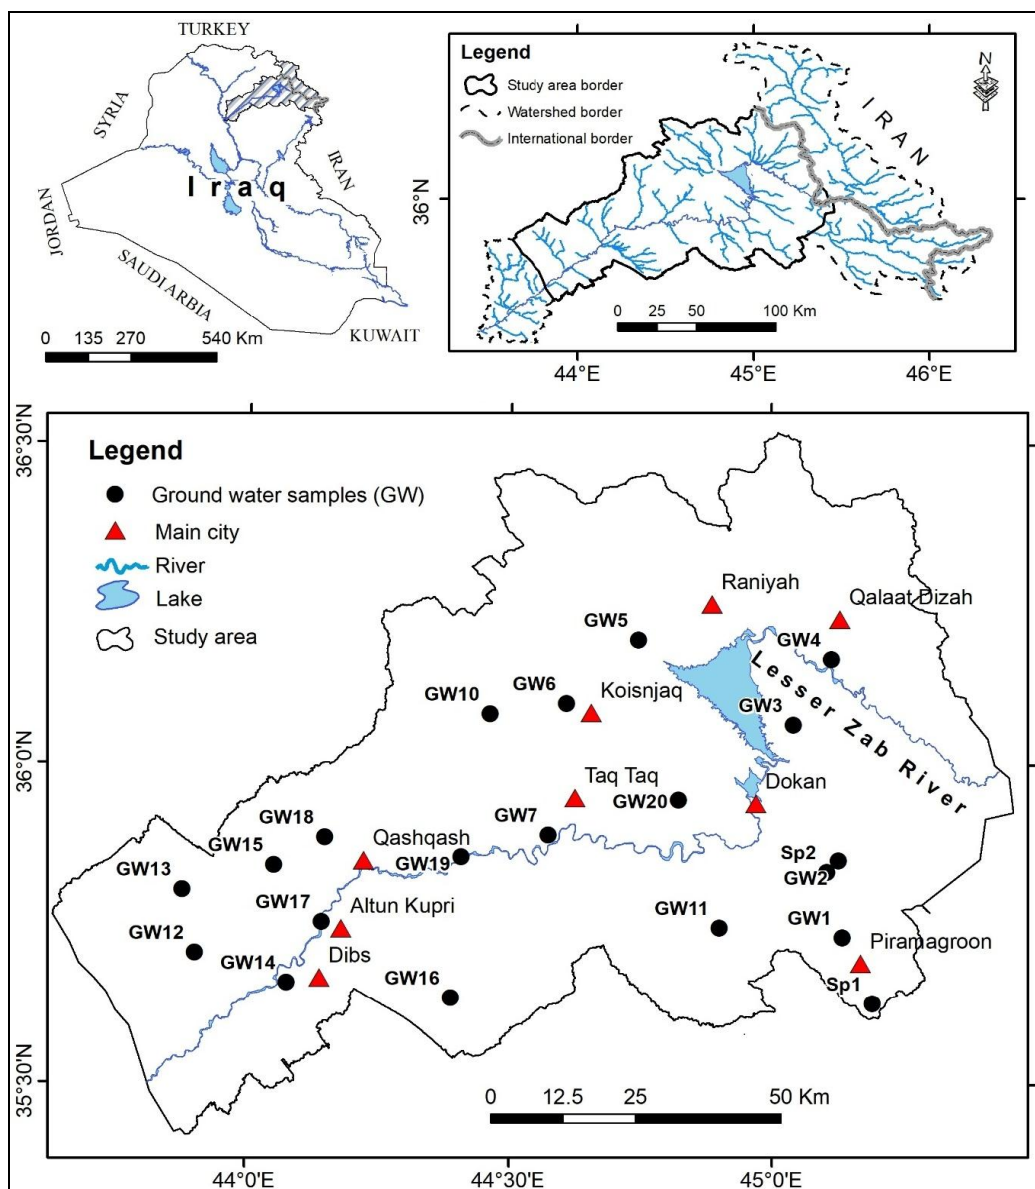 TURKEY
SYRIA
IRAN
Iraq
JORDAN
SAUDI ARBIA
KUWAIT
0 135 270 540 Km
Legend
Study area border
Watershed border
International border
N
IRAN
36°N
0 25 50 100 Km
44°E 45°E 46°E
36°30'N
36°0'N
35°30'N
Legend
Ground water samples (GW)
Main city
River
Lake
Study area
Raniyah
Qalaat Dizah
GW5
GW4
Lesser Zab River
GW6
Koisnjaq
GW10
GW3
Taq Taq
GW20
Dokan
GW7
GW18
Qashqash
GW15
GW19
Sp2
GW2
GW13
Altun Kupri
GW17
GW11
GW1
GW12
Dibs
Piramagroon
GW14
GW16
Sp1
0 12.5 25 50 Km
44°0'E 44°30'E 45°0'E